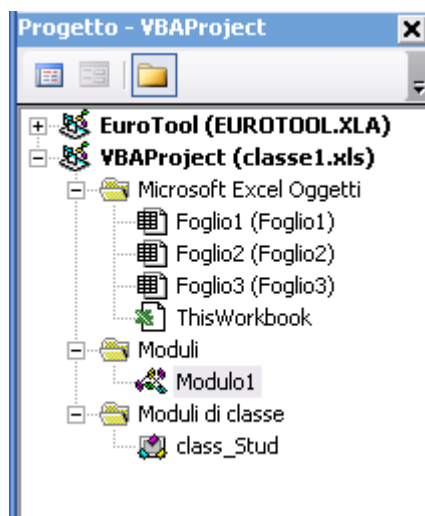 Progetto - VBAProject
EuroTool (EUROTOOL.XLA)
VBAProject (classe1.xls)
Microsoft Excel Oggetti
Foglio1 (Foglio1)
Foglio2 (Foglio2)
Foglio3 (Foglio3)
ThisWorkbook
Moduli
Modulo1
Moduli di classe
class_Stud